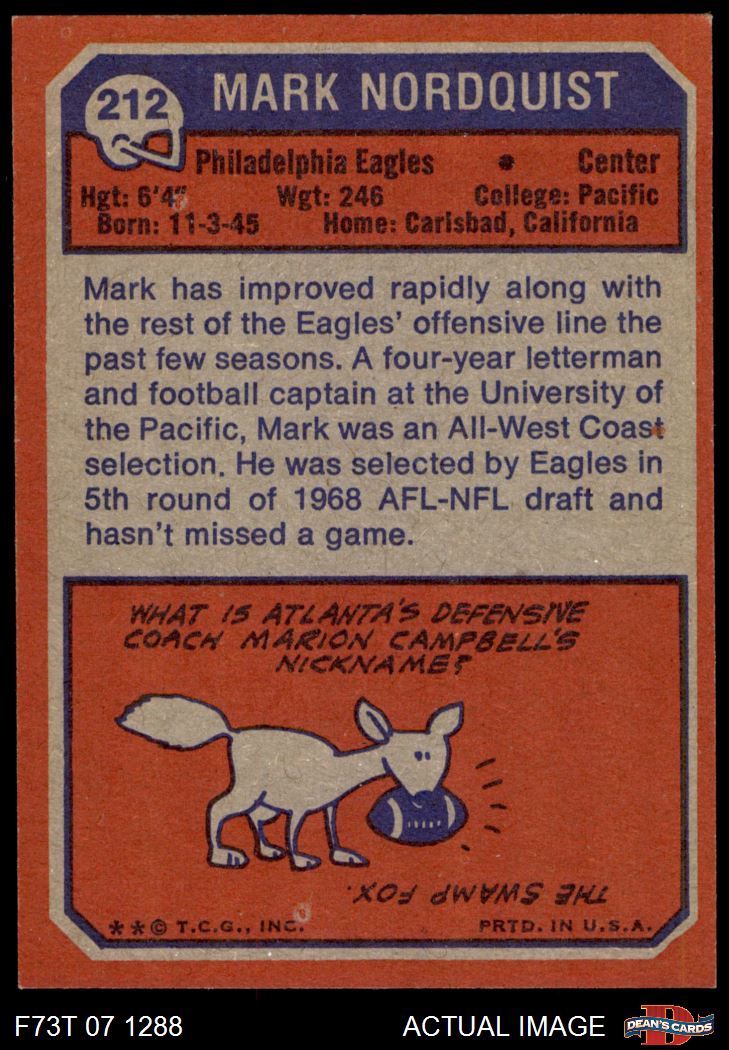 212
MARK NORDQUIST
Philadelphia Eagles • Center
Hgt: 6'4" Wgt: 246 College: Pacific
Born: 11-3-45 Home: Carlsbad, California
Mark has improved rapidly along with
the rest of the Eagles' offensive line the
past few seasons. A four-year letterman
and football captain at the University of
the Pacific, Mark was an All-West Coast
selection. He was selected by Eagles in
5th round of 1968 AFL-NFL draft and
hasn't missed a game.
WHAT IS ATLANTA'S DEFENSIVE
COACH MARION CAMPBELL'S
NICKNAME?
THE SWAMP FOX.
**© T.C.G., INC. PRTD. IN U.S.A.
F73T 07 1288 ACTUAL IMAGE
D
DEAN'S CARDS